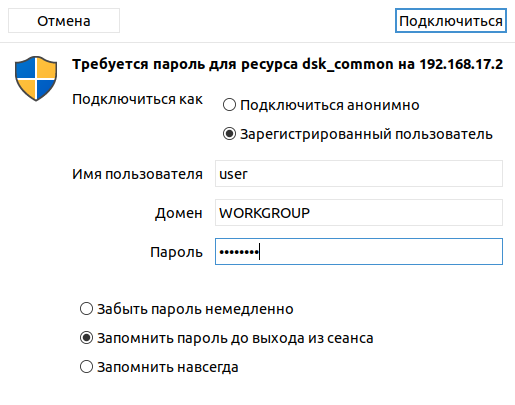 Отмена
Подключиться
Требуется пароль для ресурса dsk_common на 192.168.17.2
Подключиться как
Подключиться анонимно
Зарегистрированный пользователь
Имя пользователя
user
Домен
WORKGROUP
Пароль
••••••••
Забыть пароль немедленно
Запомнить пароль до выхода из сеанса
Запомнить навсегда